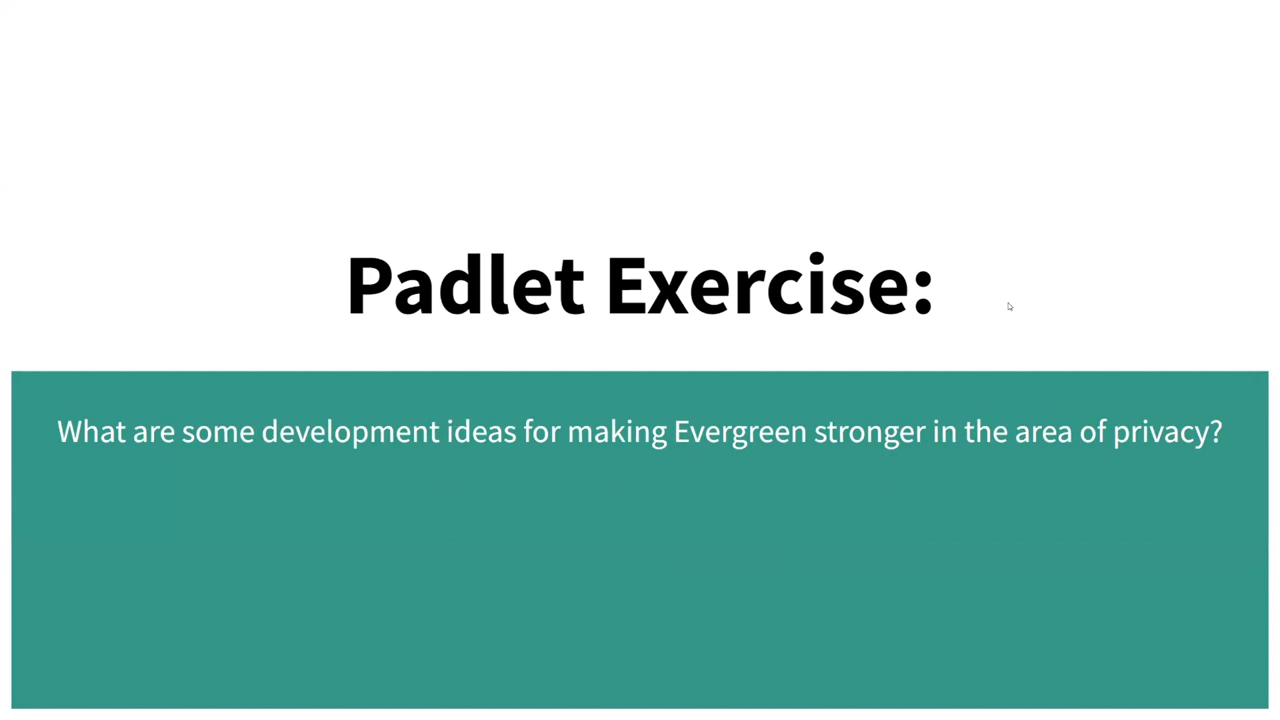 Padlet Exercise:
What are some development ideas for making Evergreen stronger in the area of privacy?